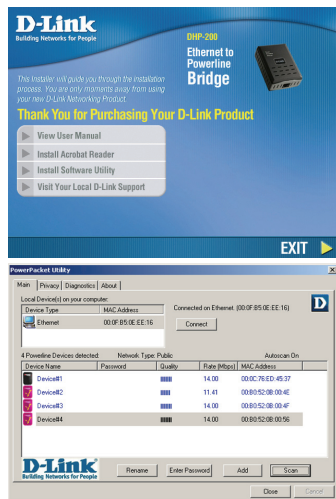 D-Link
Building Networks for People
DHP-200
Ethernet to
Powerline
Bridge
This Installer will guide you through the installation
process. You are only moments away from using
your new D-Link Networking Product.
Thank You for Purchasing Your D-Link Product
View User Manual
Install Acrobat Reader
Install Software Utility
Visit Your Local D-Link Support
EXIT
PowerPacket Utility
Main Privacy Diagnostics About
Local Device(s) on your computer:
Device Type MAC Address
Ethernet 00:0F:B5:0E:EE:16
Connected on Ethernet (00:0F:B5:0E:EE:16)
Connect
D
4 Powerline Devices detected: Network Type: Public Autoscan On
Device Name Password Quality Rate (Mbps) MAC Address
Device#1 14.00 00:0C:76:ED:45:37
Device#2 11.41 00:B0:52:0B:00:4E
Device#3 14.00 00:B0:52:0B:00:4F
Device#4 14.00 00:B0:52:0B:00:56
D-Link
Building Networks for People
Rename Enter Password Add Scan
Close Cancel